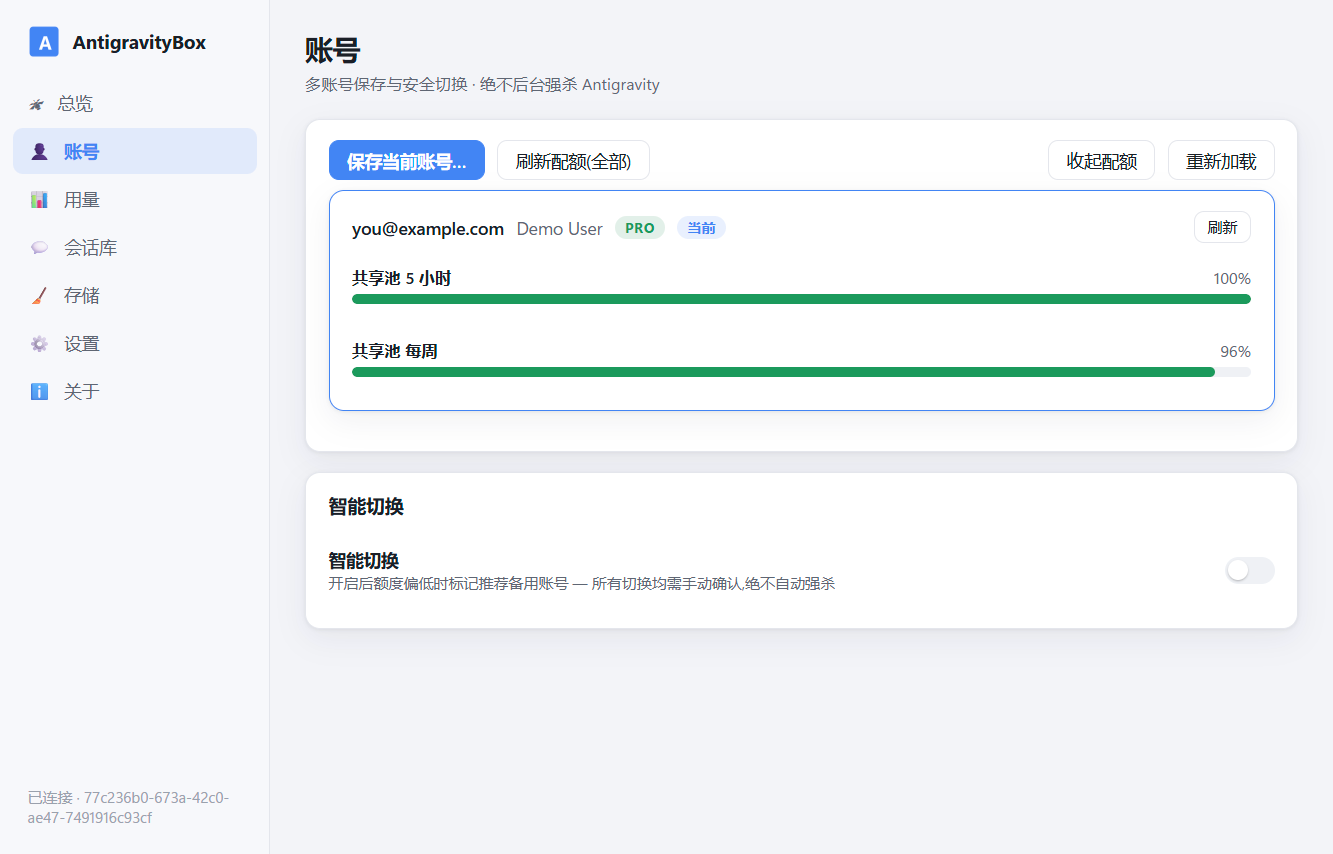 A AntigravityBox
总览
账号
用量
会话库
存储
设置
关于
已连接 · 77c236b0-673a-42c0-
ae47-7491916c93cf
账号
多账号保存与安全切换 · 绝不后台强杀 Antigravity
保存当前账号... 刷新配额(全部) 收起配额 重新加载
you@example.com Demo User PRO 当前 刷新
共享池 5 小时 100%
共享池 每周 96%
智能切换
智能切换
开启后额度偏低时标记推荐备用账号 — 所有切换均需手动确认,绝不自动强杀